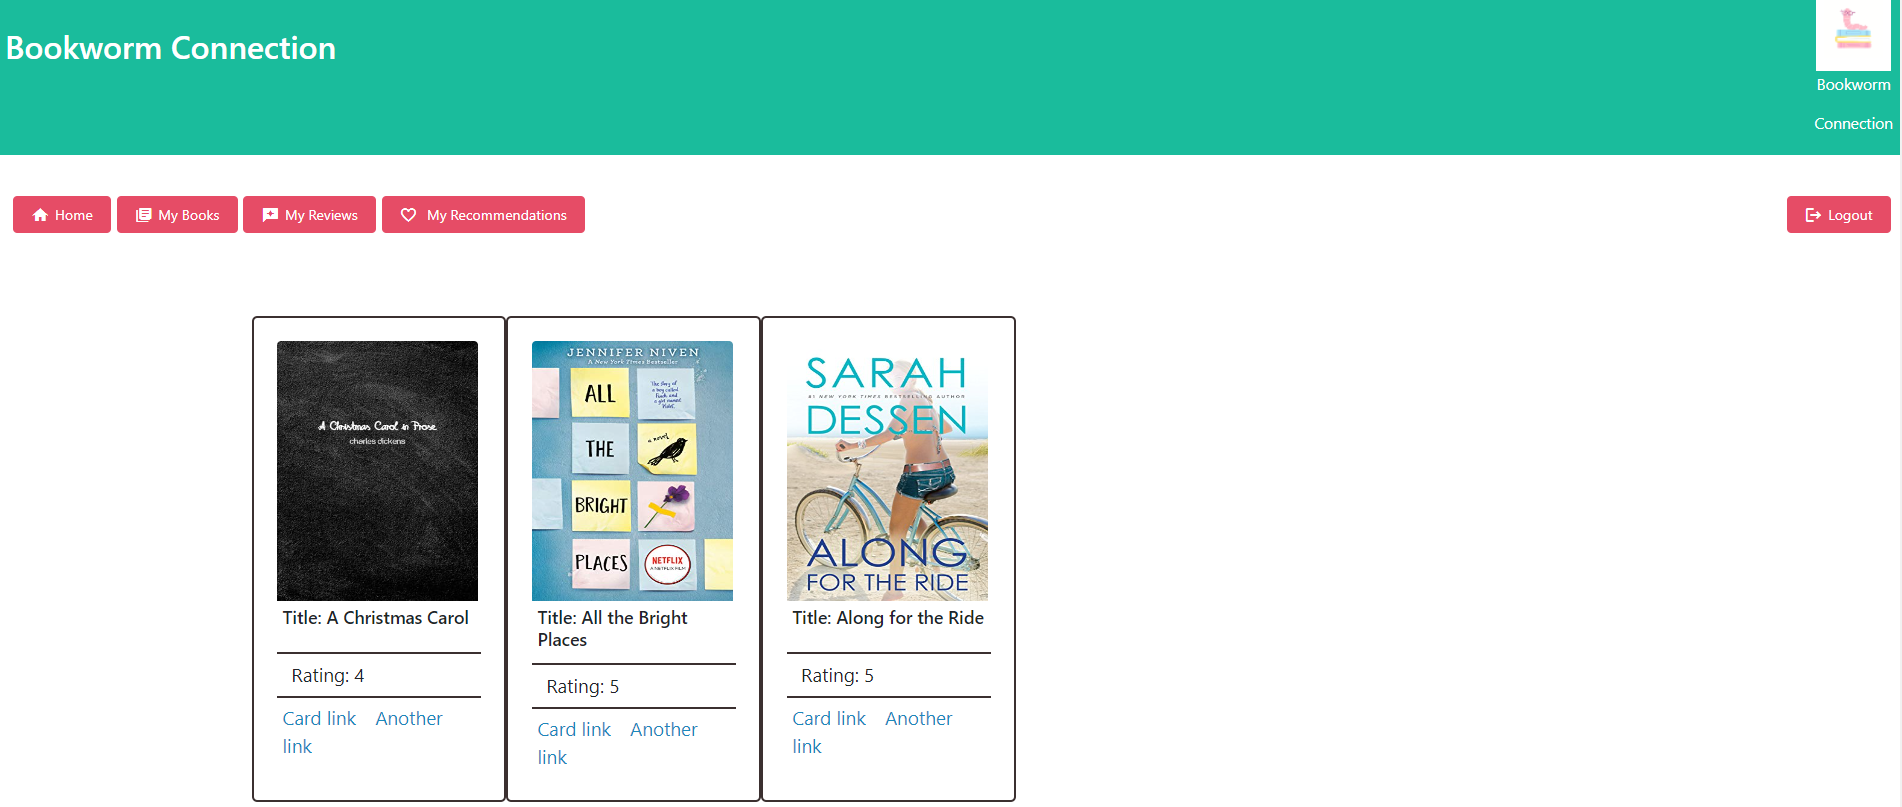 Bookworm Connection
Bookworm
Connection
Home
My Books
My Reviews
My Recommendations
Logout
A Christmas Carol in Prose
charles dickens
Title: A Christmas Carol
Rating: 4
Card link Another
link
JENNIFER NIVEN
A New York Times Bestseller
ALL
The story of
a boy called
Finch and
a girl named
Violet.
THE
a novel
BRIGHT
PLACES
NETFLIX
A NETFLIX FILM
Title: All the Bright
Places
Rating: 5
Card link Another
link
SARAH
#1 NEW YORK TIMES BESTSELLING AUTHOR
DESSEN
ALONG
FOR THE RIDE
Title: Along for the Ride
Rating: 5
Card link Another
link